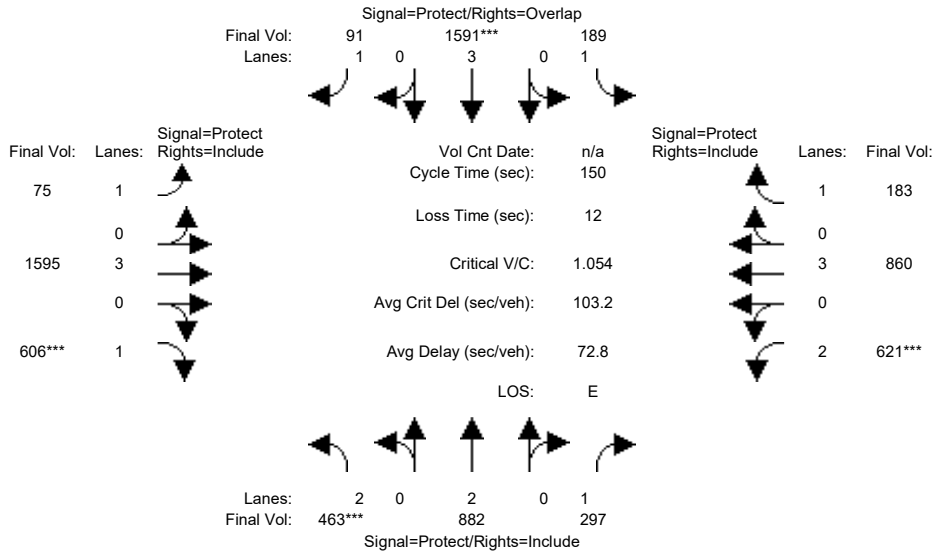 Signal=Protect/Rights=Overlap
Final Vol: 91 1591*** 189
Lanes: 1 0 3 0 1
Signal=Protect Signal=Protect
Final Vol: Lanes: Rights=Include Vol Cnt Date: n/a Rights=Include Lanes: Final Vol:
Cycle Time (sec): 150
75 1 1 183
Loss Time (sec): 12
0 0
1595 3 Critical V/C: 1.054 3 860
0 Avg Crit Del (sec/veh): 103.2 0
606*** 1 Avg Delay (sec/veh): 72.8 2 621***
LOS: E
Lanes: 2 0 2 0 1
Final Vol: 463*** 882 297
Signal=Protect/Rights=Include